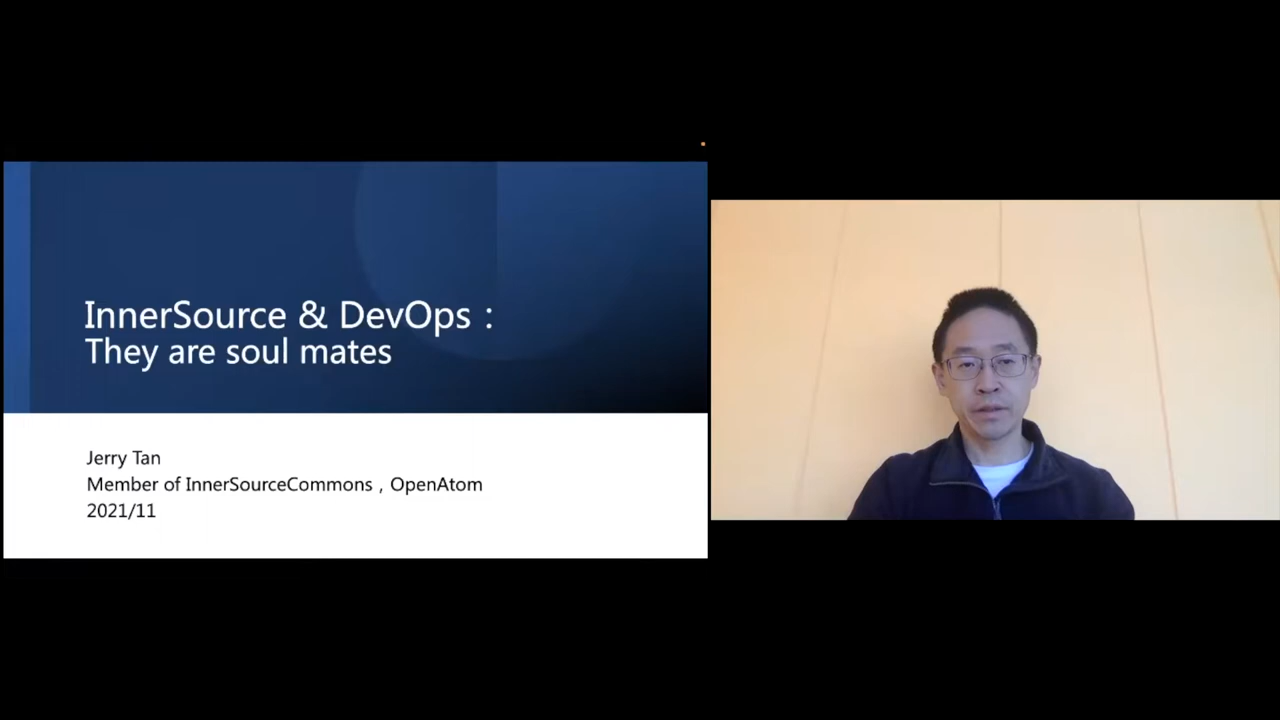 InnerSource & DevOps：
They are soul mates
Jerry Tan
Member of InnerSourceCommons，OpenAtom
2021/11